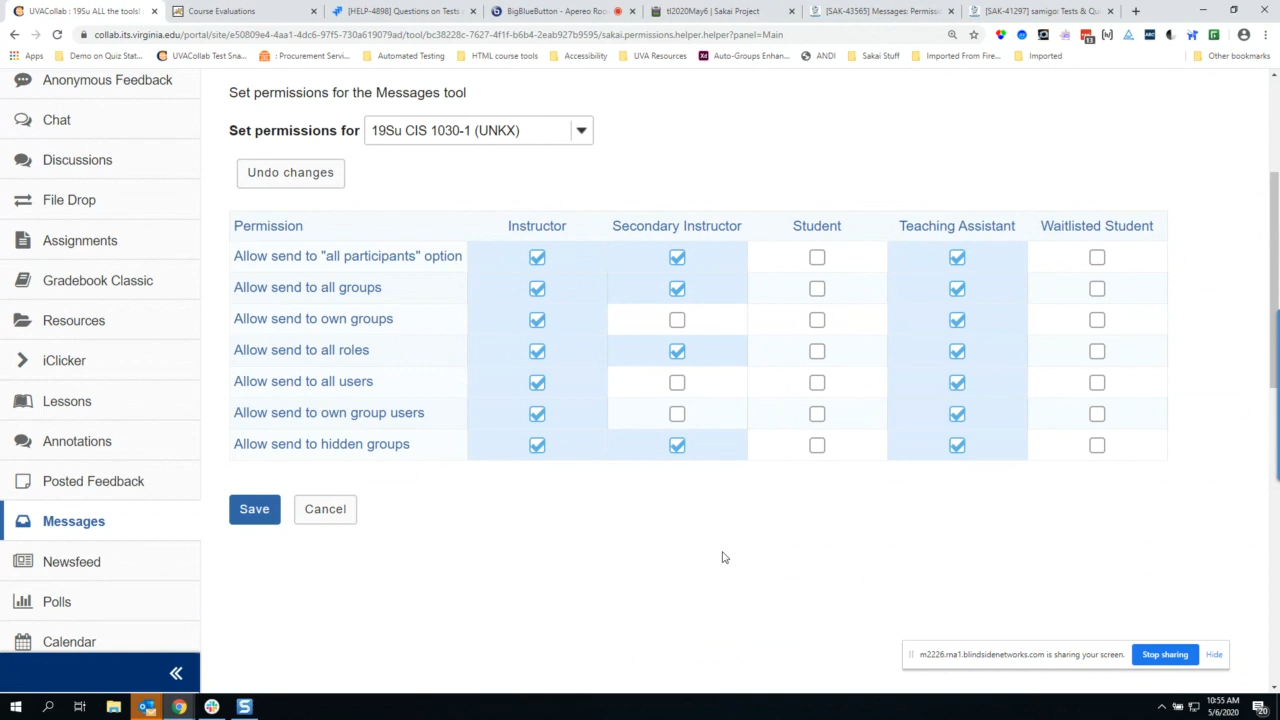 UVACollab : 19Su ALL the tools!
Course Evaluations
[HELP-4898] Questions on Tests
BigBlueButton - Apereo Roo
tl2020May6 | Sakai Project
[SAK-43565] Messages: Permiss
[SAK-41297] samigo: Tests & Qu
collab.its.virginia.edu/portal/site/e50809e4-4aa1-4dc6-97f5-730a619079ad/tool/bc38228c-7627-4f1f-b6b4-2eab927b9595/sakai.permissions.helper.helper?panel=Main
Apps
Demo on Quiz Stat...
UVACollab Test Sna...
: Procurement Servi...
Automated Testing
HTML course tools
Accessibility
UVA Resources
Auto-Groups Enhan...
ANDI
Sakai Stuff
Imported From Fire...
Imported
Other bookmarks
Anonymous Feedback
Chat
Discussions
File Drop
Assignments
Gradebook Classic
Resources
iClicker
Lessons
Annotations
Posted Feedback
Messages
Newsfeed
Polls
Calendar
Set permissions for the Messages tool
Set permissions for 19Su CIS 1030-1 (UNKX)
Undo changes
Permission Instructor Secondary Instructor Student Teaching Assistant Waitlisted Student
Allow send to "all participants" option
Allow send to all groups
Allow send to own groups
Allow send to all roles
Allow send to all users
Allow send to own group users
Allow send to hidden groups
Save Cancel
m2226.rna1.blindsidenetworks.com is sharing your screen. Stop sharing Hide
10:55 AM
5/6/2020
20